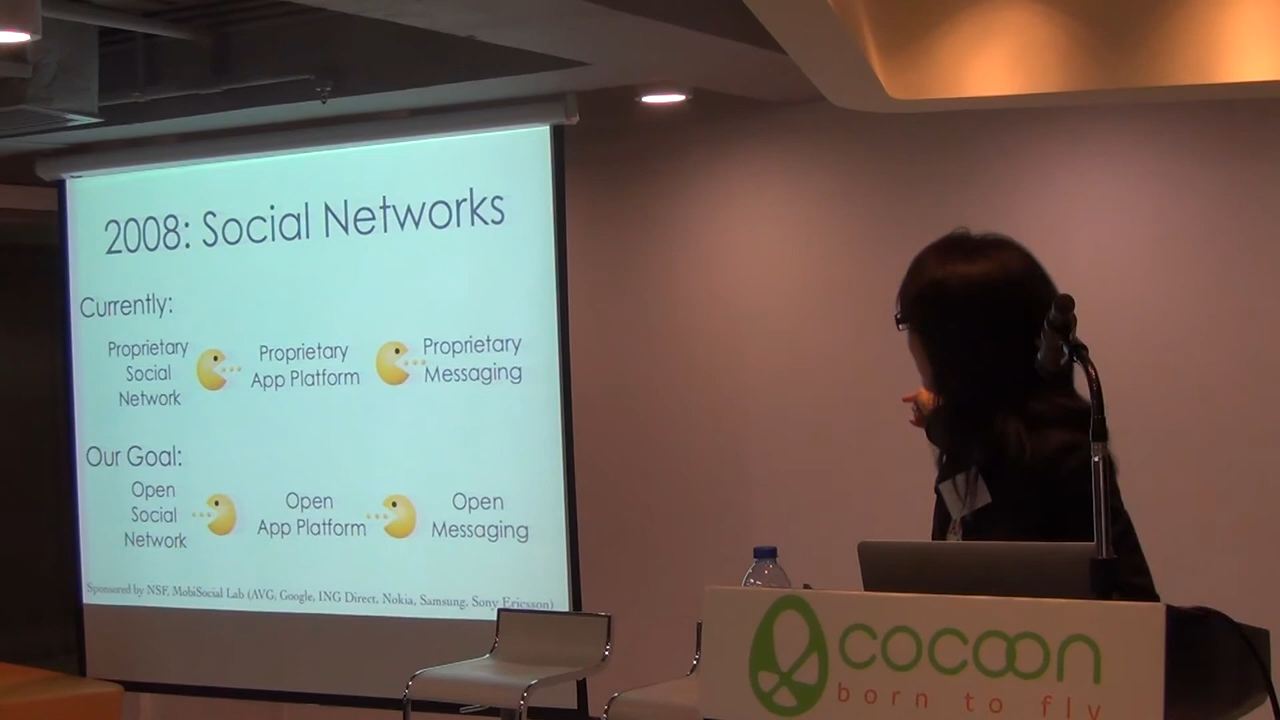 2008: Social Networks
Currently:
Proprietary
Social
Network
Proprietary
App Platform
Proprietary
Messaging
Our Goal:
Open
Social
Network
Open
App Platform
Open
Messaging
Sponsored by NSF, MobiSocial Lab (AVG, Google, ING Direct, Nokia, Samsung, Sony Ericsson)
cocoon
born to fly